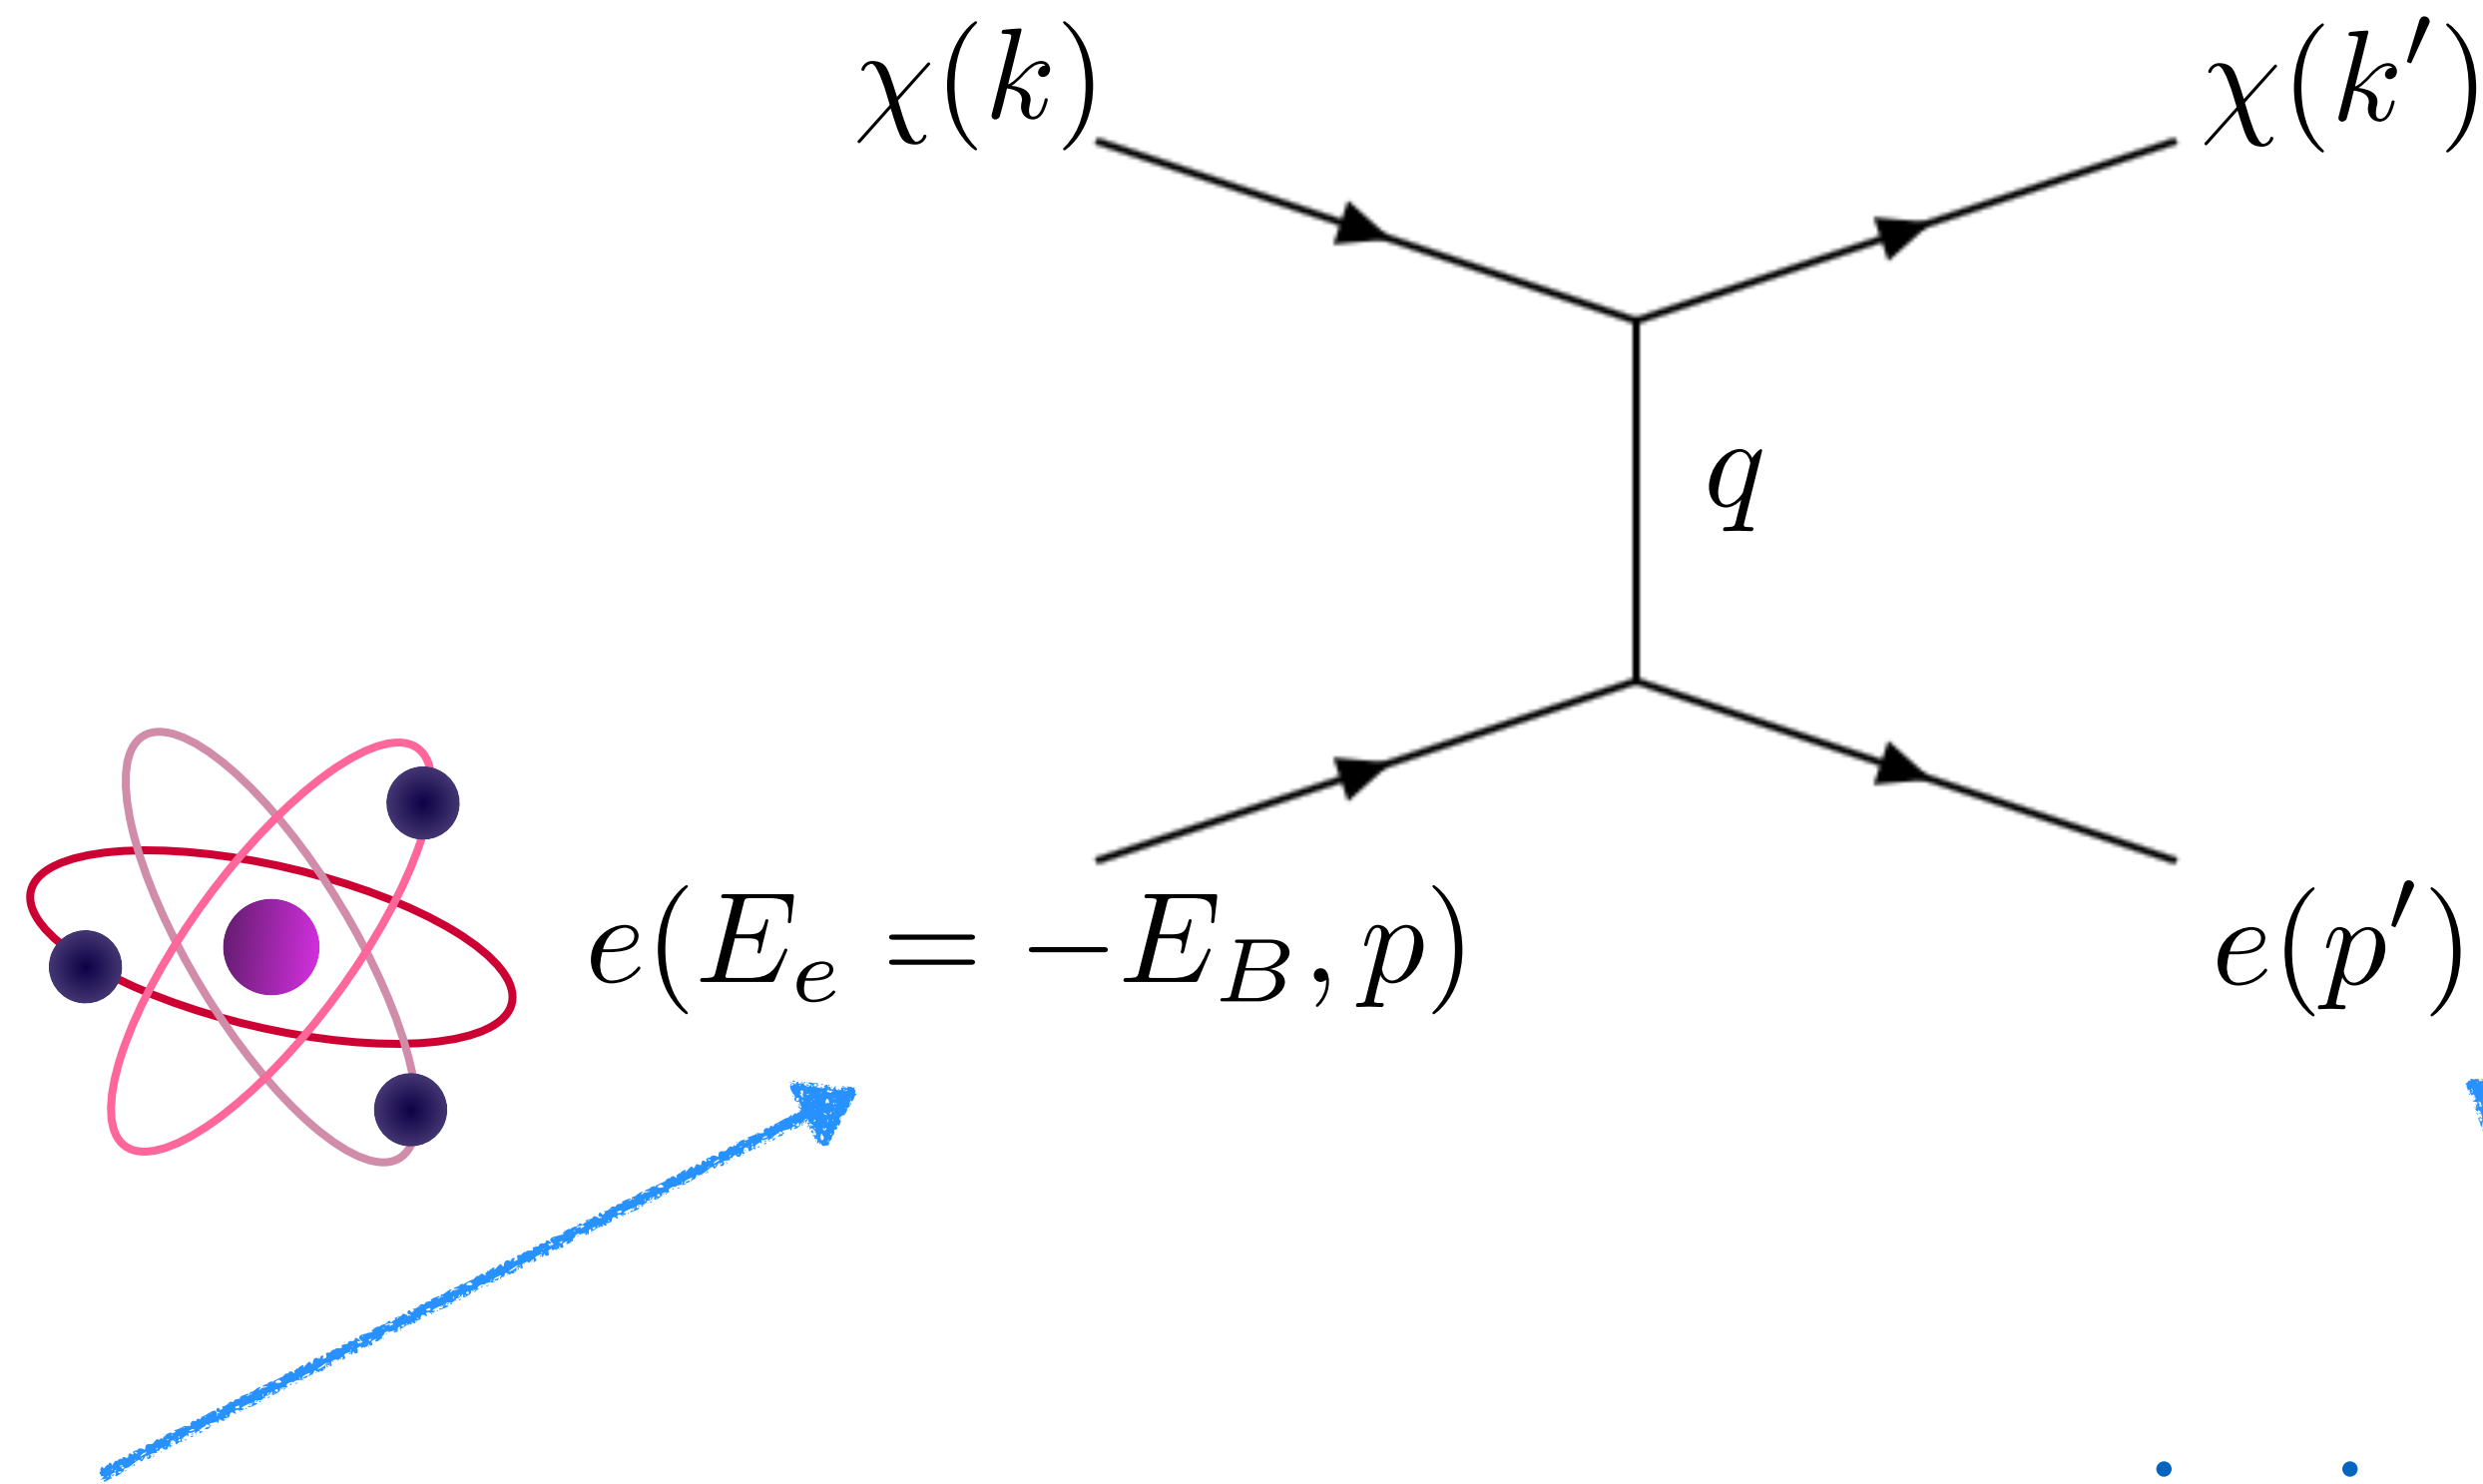 χ(k) χ(k′)
q
e(E_e = −E_B, p) e(p′)